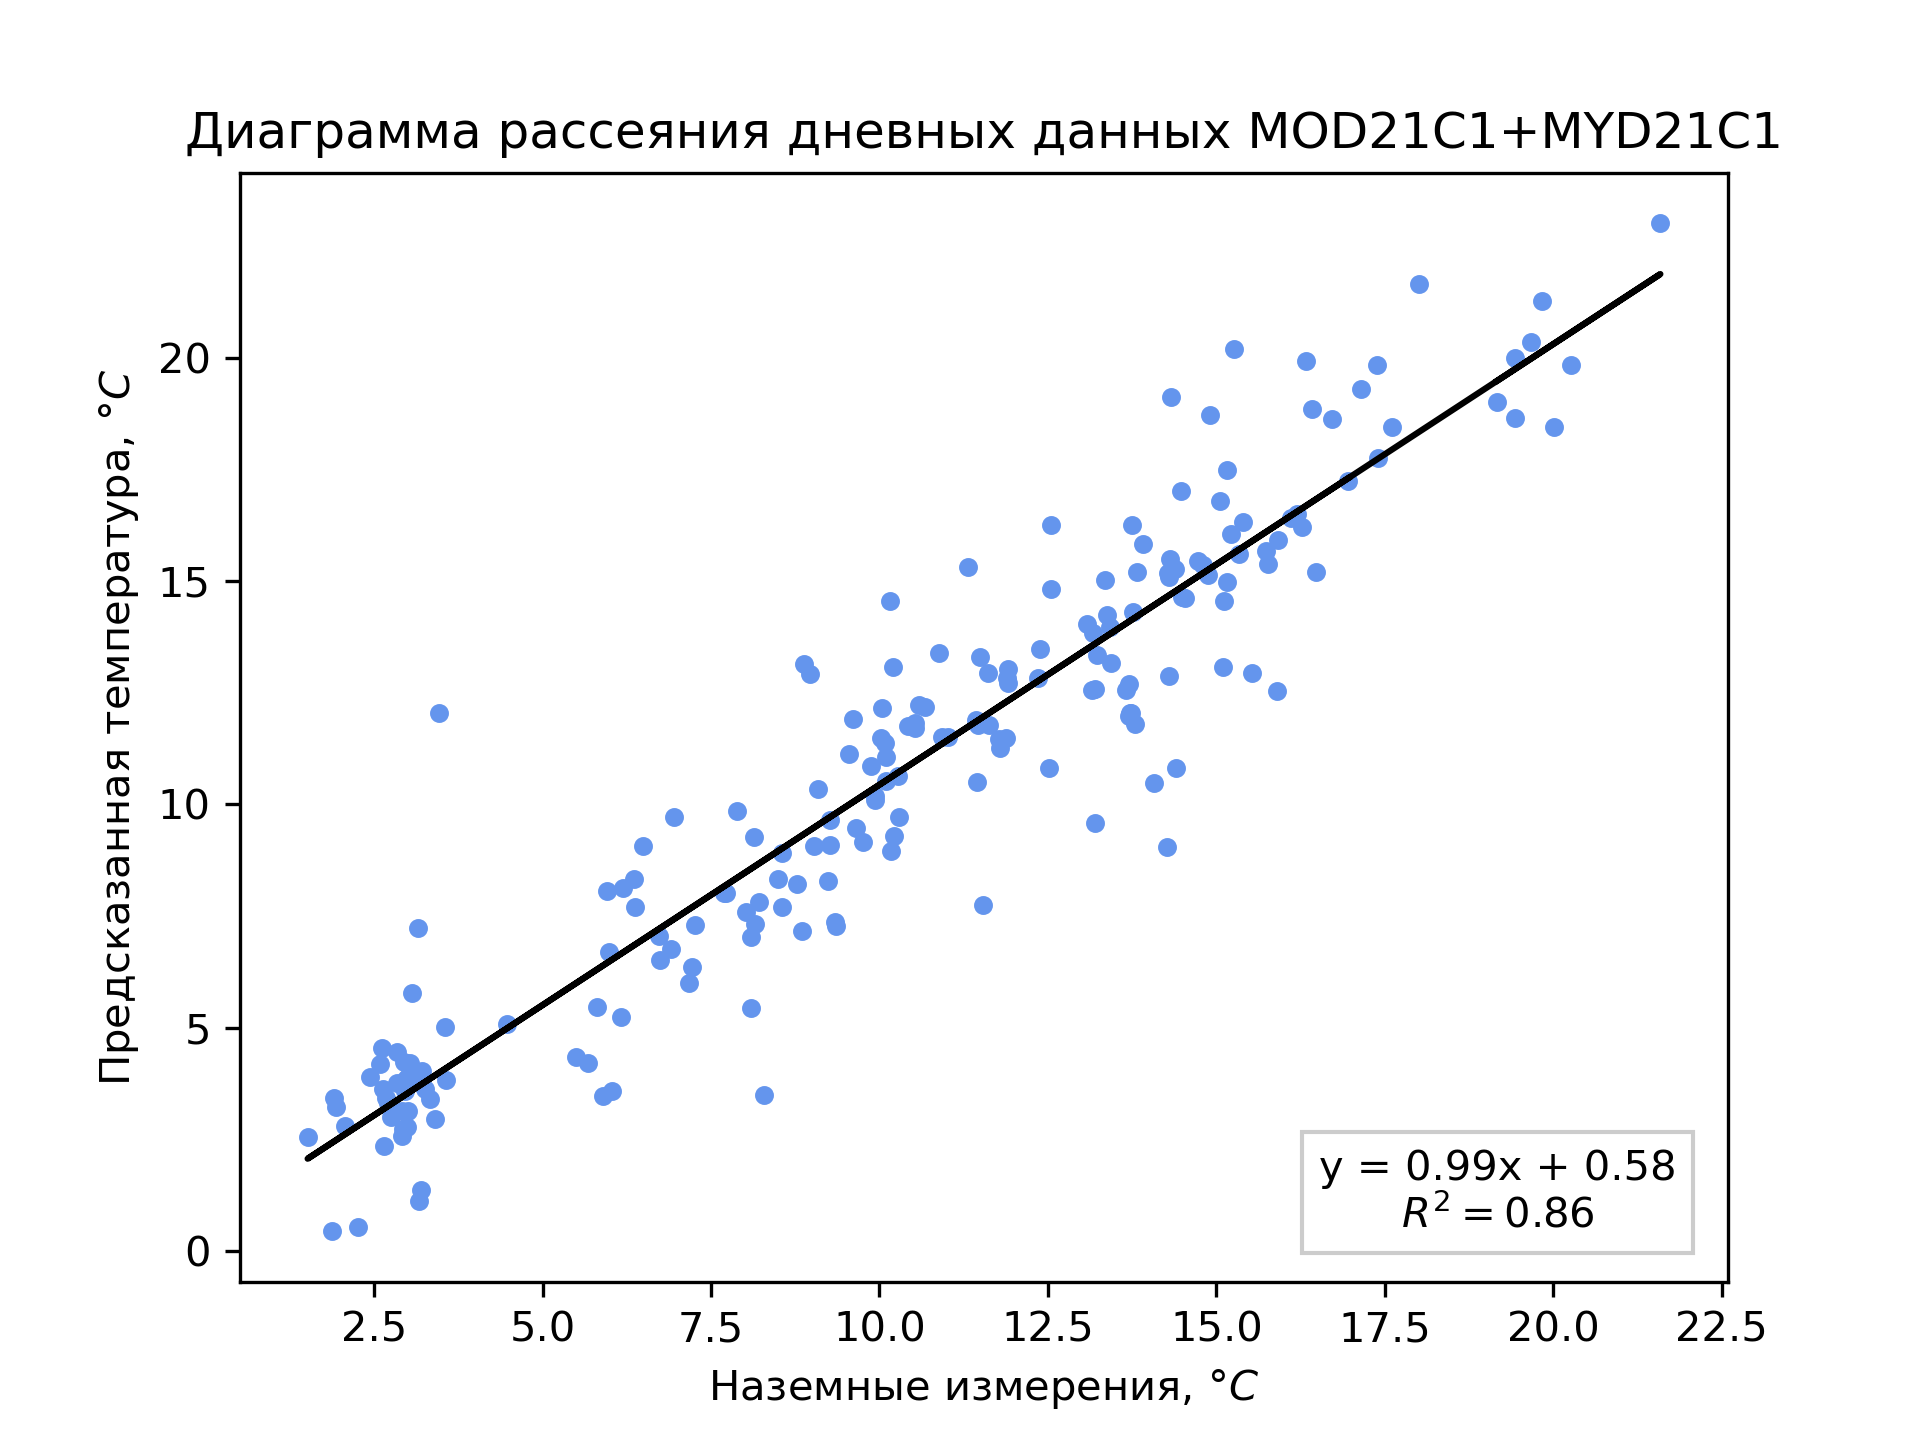 Диаграмма рассеяния дневных данных MOD21C1+MYD21C1
Предсказанная температура, °C
20
15
10
5
0
y = 0.99x + 0.58
R² = 0.86
2.5 5.0 7.5 10.0 12.5 15.0 17.5 20.0 22.5
Наземные измерения, °C